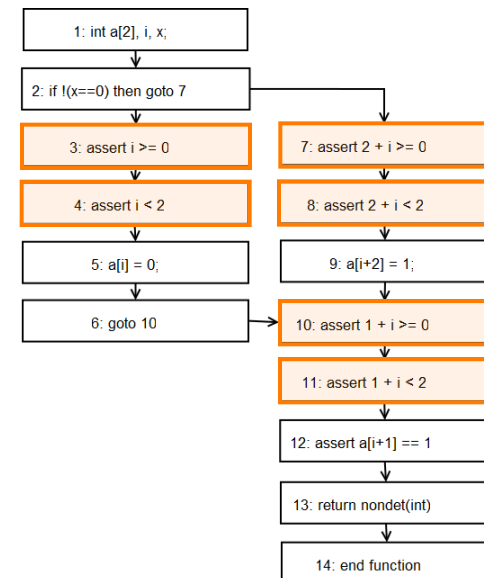 1: int a[2], i, x;
2: if !(x==0) then goto 7
3: assert i >= 0
4: assert i < 2
5: a[i] = 0;
6: goto 10
7: assert 2 + i >= 0
8: assert 2 + i < 2
9: a[i+2] = 1;
10: assert 1 + i >= 0
11: assert 1 + i < 2
12: assert a[i+1] == 1
13: return nondet(int)
14: end function